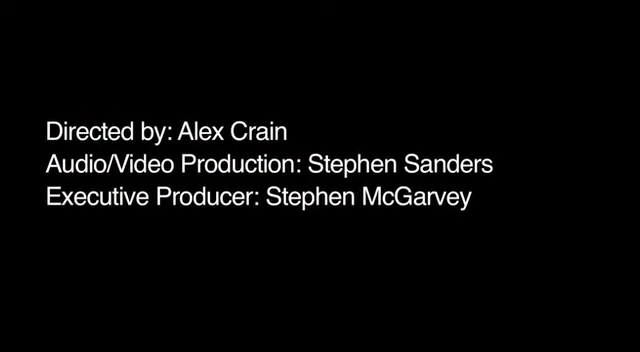 Directed by: Alex Crain
Audio/Video Production: Stephen Sanders
Executive Producer: Stephen McGarvey